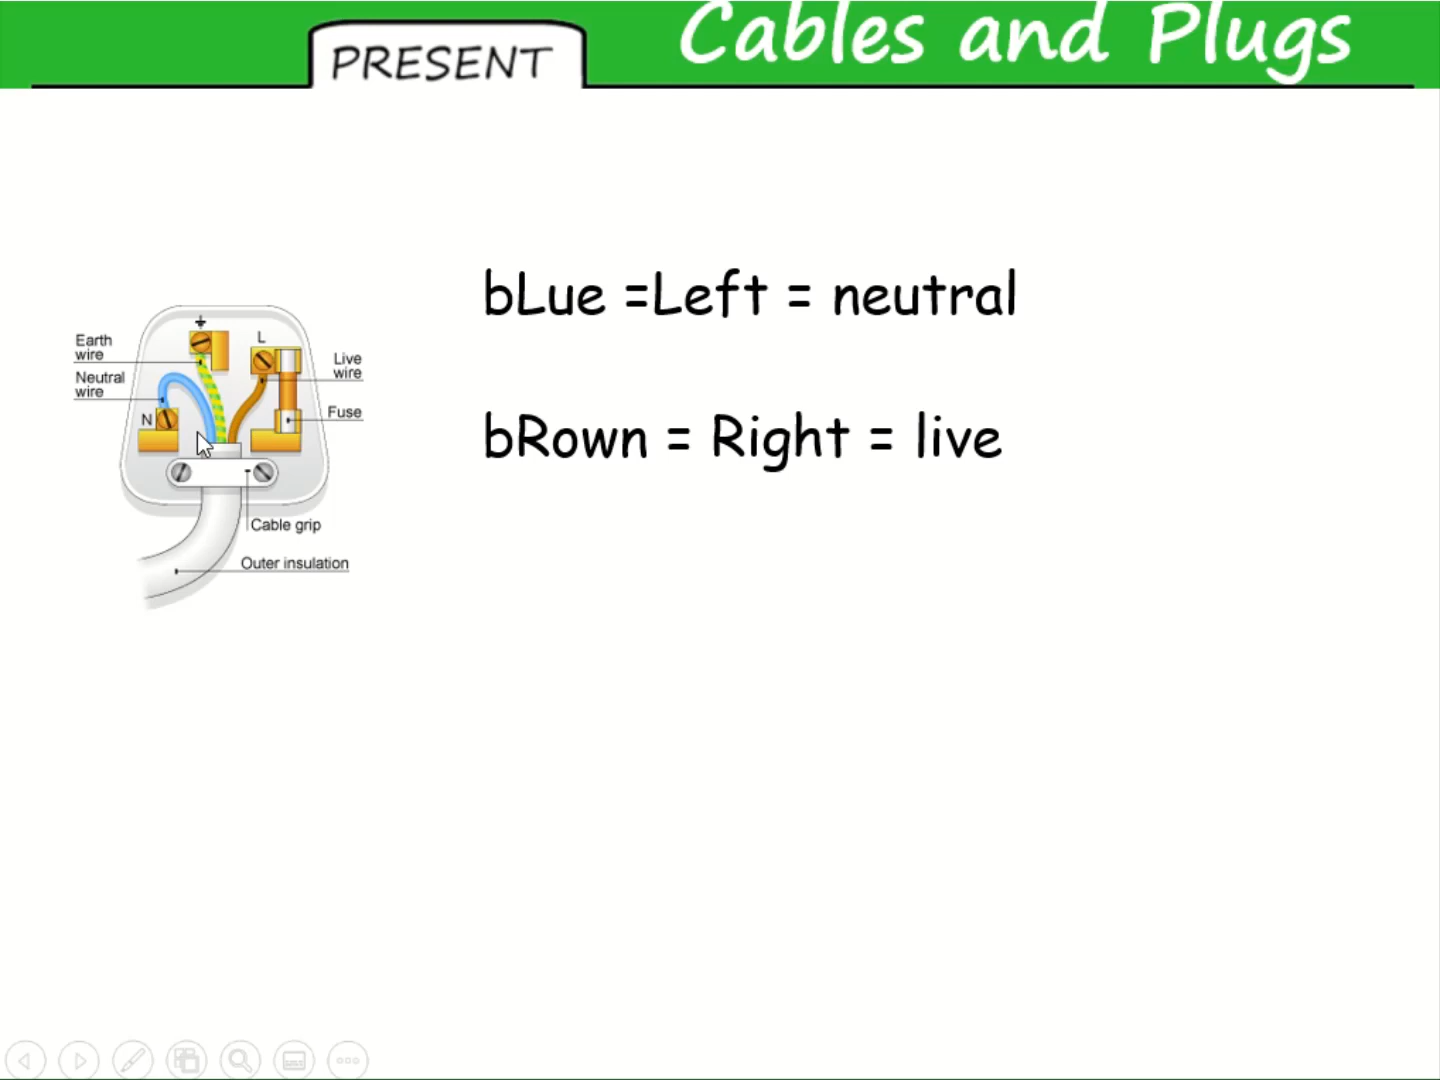 PRESENT
Cables and Plugs
bLue =Left = neutral
bRown = Right = live
Earth
wire
Neutral
wire
N
L
Live
wire
Fuse
Cable grip
Outer insulation